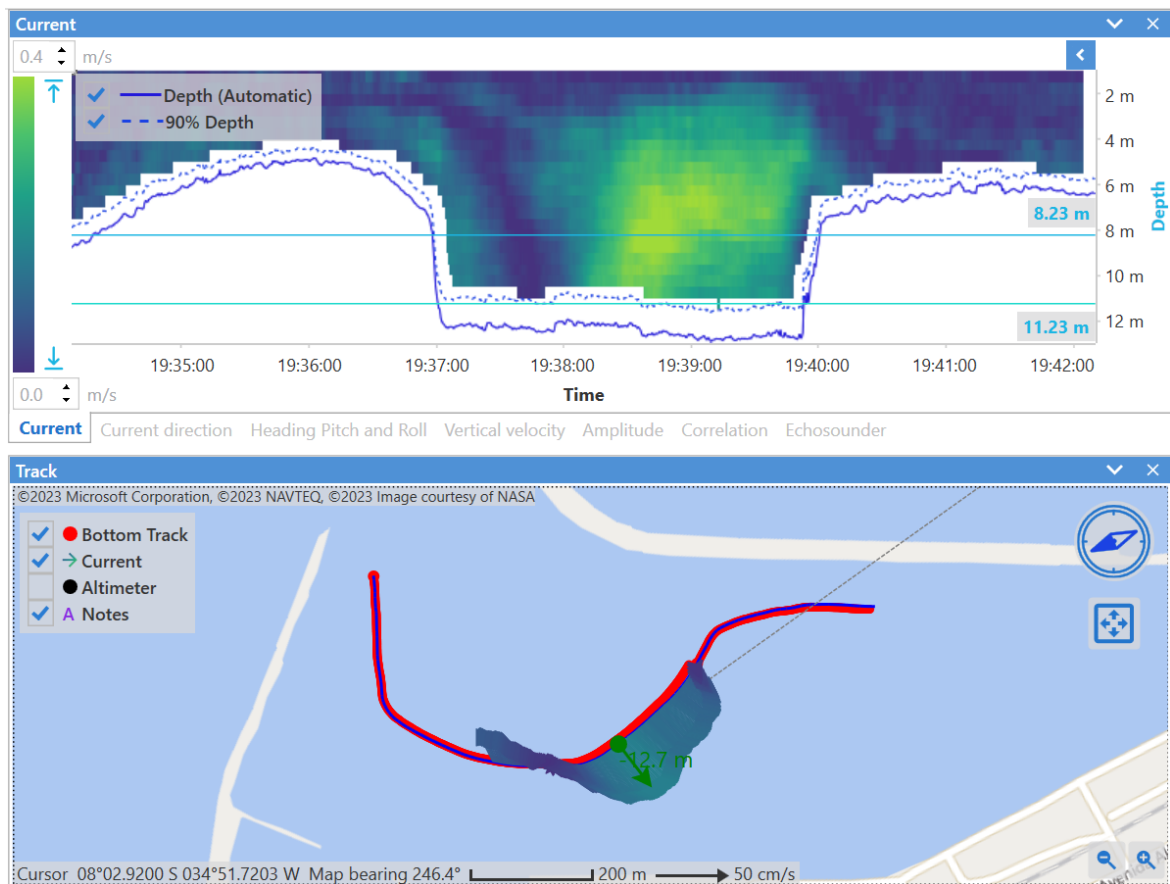 Current
0.4 m/s
Depth (Automatic)
90% Depth
2 m
4 m
6 m
8 m
10 m
12 m
Depth
8.23 m
11.23 m
19:35:00 19:36:00 19:37:00 19:38:00 19:39:00 19:40:00 19:41:00 19:42:00
0.0 m/s
Time
Current Current direction Heading Pitch and Roll Vertical velocity Amplitude Correlation Echosounder
Track
©2023 Microsoft Corporation, ©2023 NAVTEQ, ©2023 Image courtesy of NASA
Bottom Track
Current
Altimeter
A Notes
-12.7 m
Cursor 08°02.9200 S 034°51.7203 W Map bearing 246.4° 200 m 50 cm/s